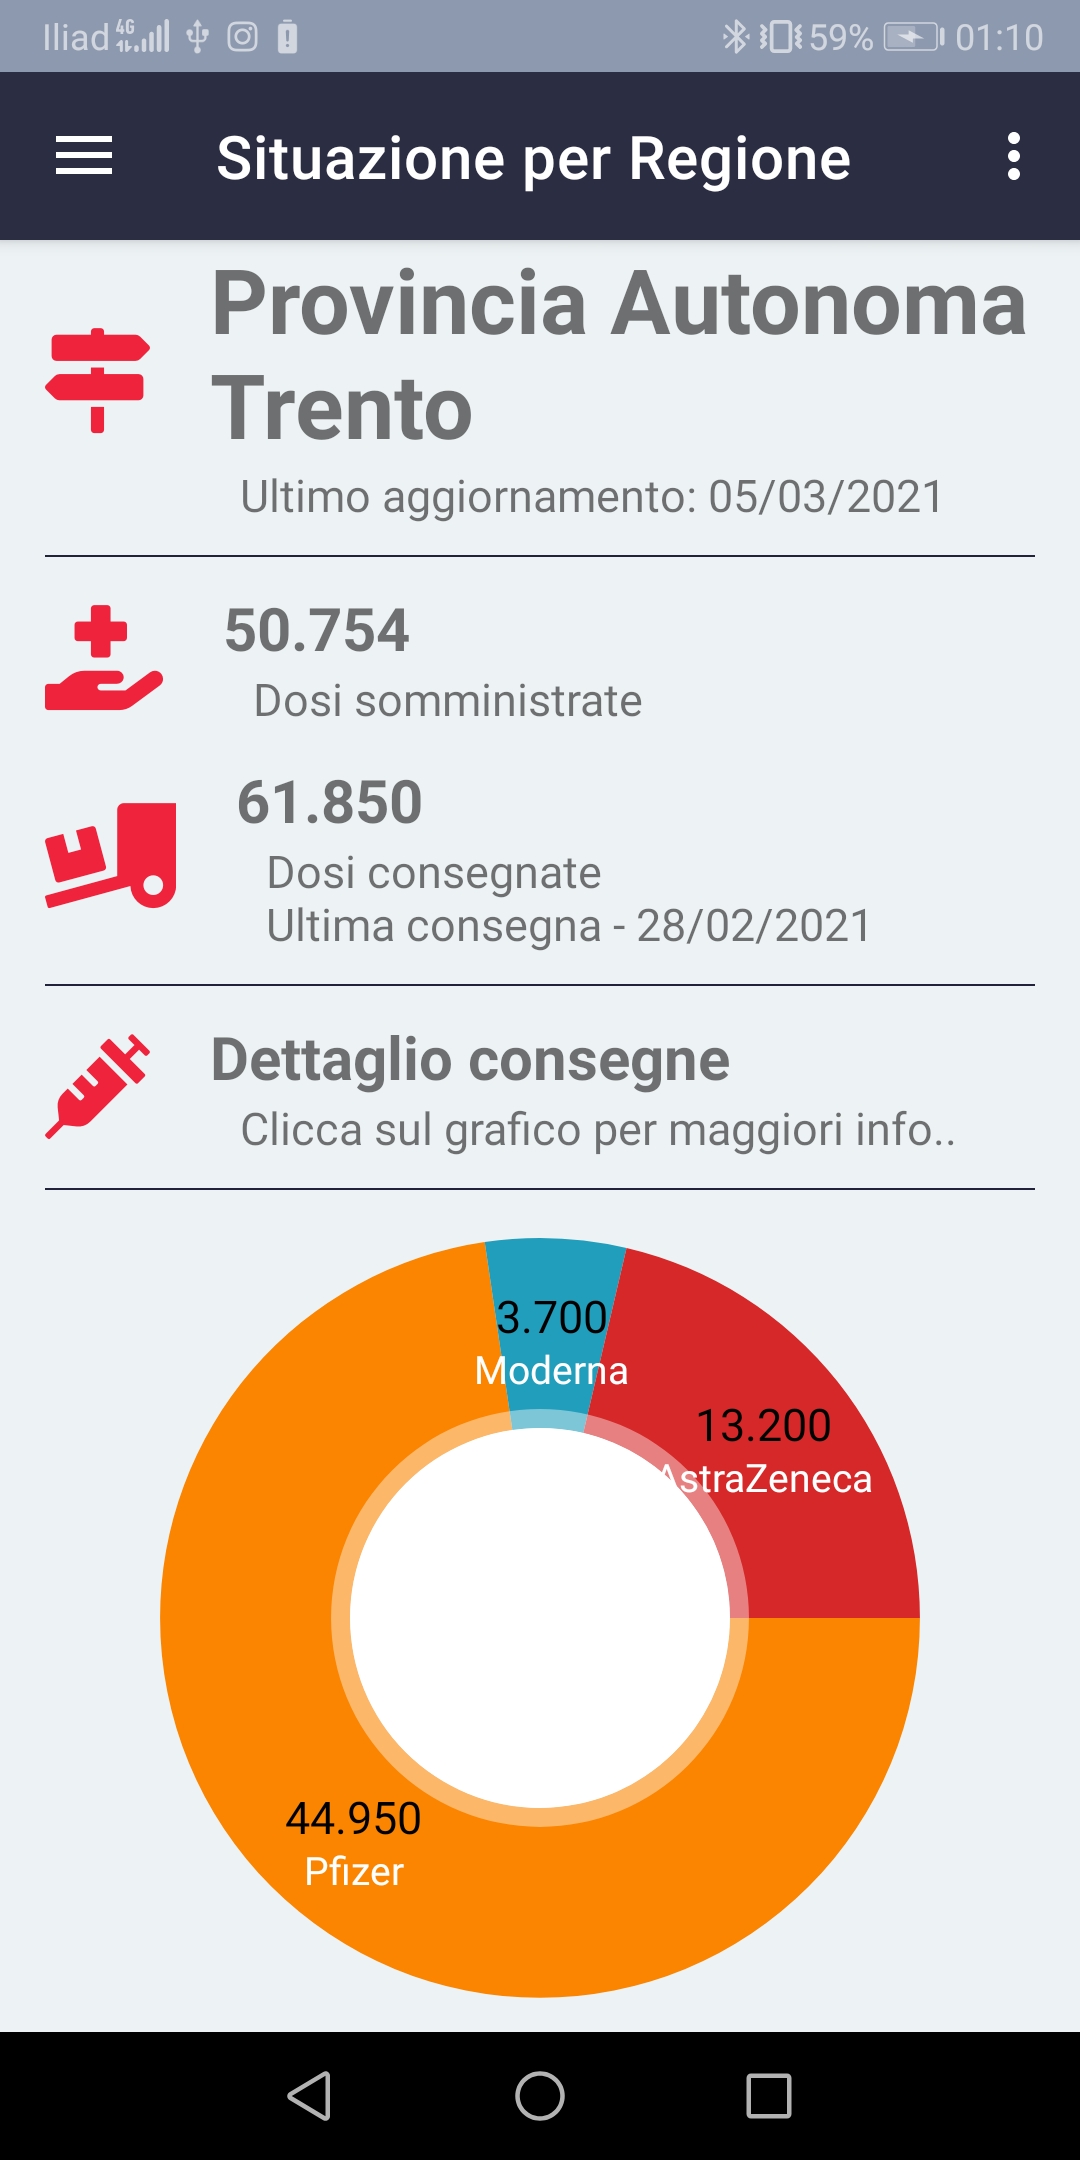 Iliad 4G 59% 01:10
Situazione per Regione
Provincia Autonoma
Trento
Ultimo aggiornamento: 05/03/2021
50.754
Dosi somministrate
61.850
Dosi consegnate
Ultima consegna - 28/02/2021
Dettaglio consegne
Clicca sul grafico per maggiori info..
3.700
Moderna
13.200
AstraZeneca
44.950
Pfizer